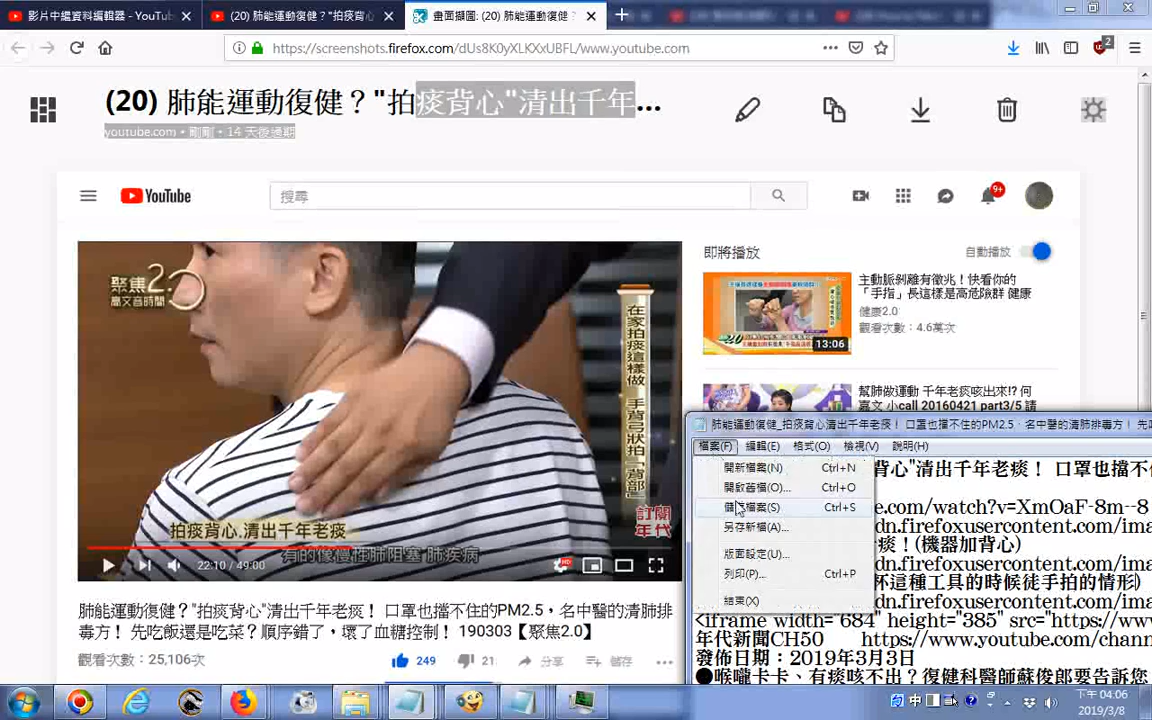 影片中繼資料編輯器 - YouTub
(20) 肺能運動復健？"拍痰背心"
畫面擷圖: (20) 肺能運動復健？
https://screenshots.firefox.com/dUs8K0yXLKXxUBFL/www.youtube.com
2
(20) 肺能運動復健？"拍痰背心"清出千年...
youtube.com • 剛剛 • 14 天後過期
YouTube
搜尋
9+
聚焦2.0
高文音時間
在家拍痰這樣做 手背弓狀拍「背部」
訂閱
年代
拍痰背心.清出千年老痰
有的像慢性肺阻塞 肺疾病
22:10 / 49:00
即將播放
自動播放
主動脈剝離有徵兆！快看你的
「手指」長這樣是高危險群 健康
健康2.0
觀看次數：4.6萬次
13:06
幫肺做運動 千年老痰咳出來!? 何
嘉文 小call 20160421 part3/5 請
肺能運動復健？"拍痰背心"清出千年老痰！ 口罩也擋不住的PM2.5，名中醫的清肺排
毒方！ 先吃飯還是吃菜？順序錯了，壞了血糖控制！ 190303【聚焦2.0】
觀看次數：25,106次
249
21
分享
儲存
肺能運動復健_拍痰背心清出千年老痰！ 口罩也擋不住的PM2.5，名中醫的清肺排毒方！ 先吃
檔案(F) 編輯(E) 格式(O) 檢視(V) 說明(H)
開新檔案(N) Ctrl+N
開啟舊檔(O)... Ctrl+O
儲存檔案(S) Ctrl+S
另存新檔(A)...
版面設定(U)...
列印(P)... Ctrl+P
結束(X)
背心"清出千年老痰！ 口罩也擋不
com/watch?v=XmOaF-8m--8
dn.firefoxusercontent.com/ima
痰！(機器加背心)
dn.firefoxusercontent.com/ima
杯這種工具的時候徒手拍的情形)
<iframe width="684" height="385" src="https://www
年代新聞CH50 https://www.youtube.com/chann
發佈日期：2019年3月3日
●喉嚨卡卡、有痰咳不出？復健科醫師蘇俊郎要告訴您
中
下午 04:06
2019/3/8